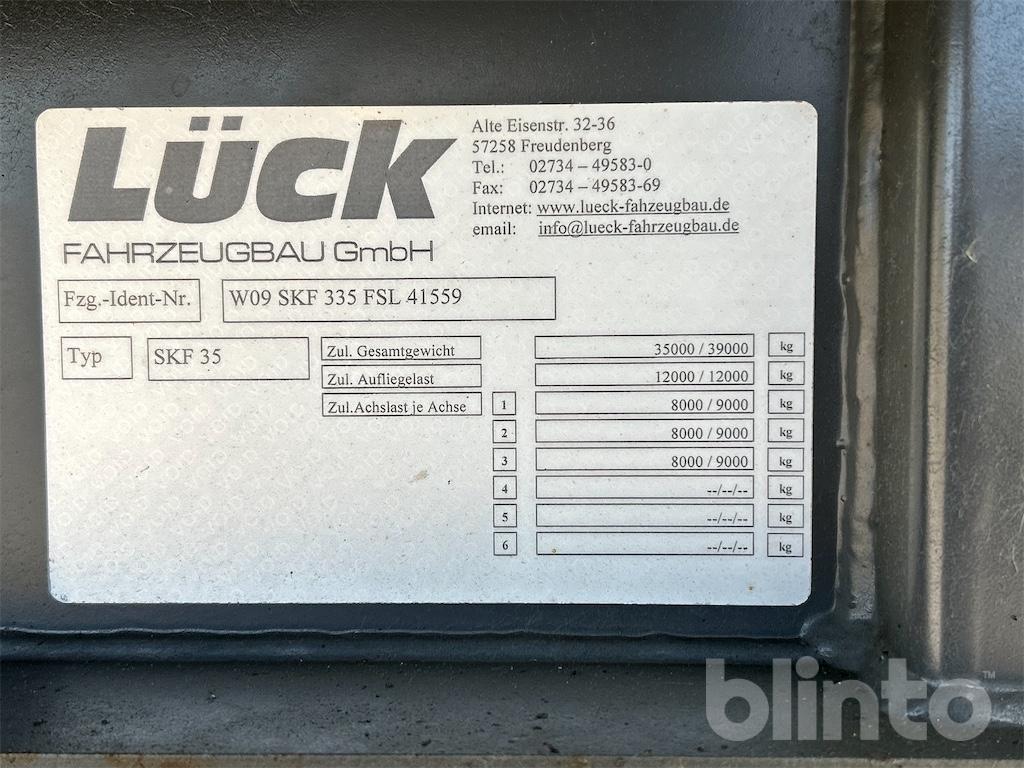 LÜCK
FAHRZEUGBAU GmbH
Alte Eisenstr. 32-36
57258 Freudenberg
Tel.: 02734 – 49583-0
Fax: 02734 – 49583-69
Internet: www.lueck-fahrzeugbau.de
email: info@lueck-fahrzeugbau.de
Fzg.-Ident-Nr. W09 SKF 335 FSL 41559
Typ SKF 35
Zul. Gesamtgewicht 35000 / 39000 kg
Zul. Aufliegelast 12000 / 12000 kg
Zul.Achslast je Achse 1 8000 / 9000 kg
2 8000 / 9000 kg
3 8000 / 9000 kg
4 --/--/-- kg
5 --/--/-- kg
6 --/--/-- kg
blinto™